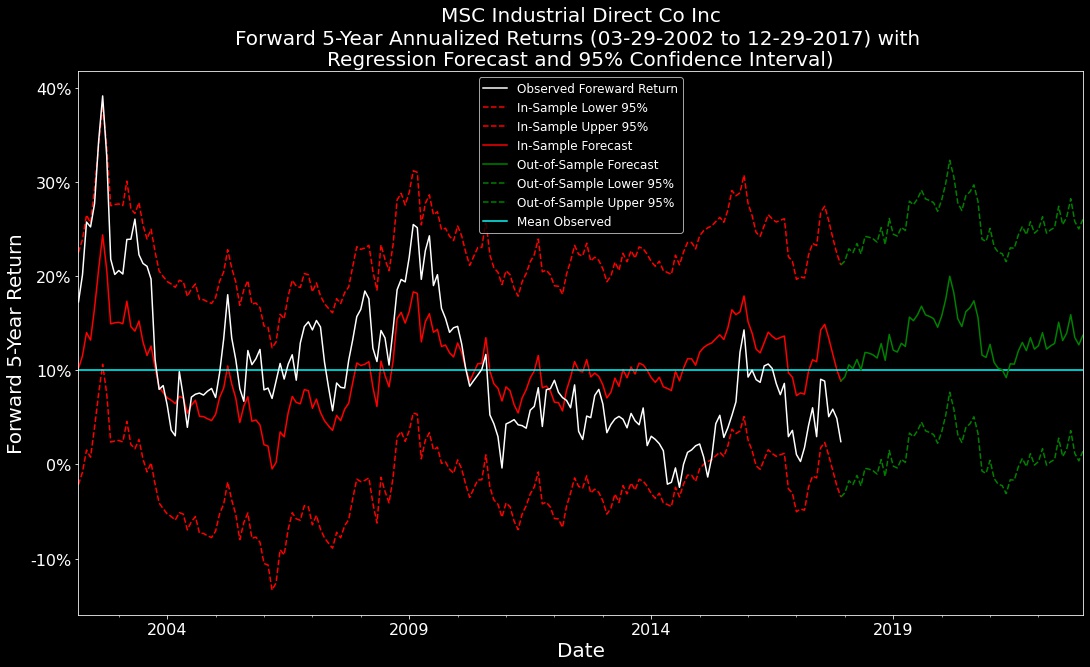 MSC Industrial Direct Co Inc
Forward 5-Year Annualized Returns (03-29-2002 to 12-29-2017) with
Regression Forecast and 95% Confidence Interval)
Observed Foreward Return
In-Sample Lower 95%
In-Sample Upper 95%
In-Sample Forecast
Out-of-Sample Forecast
Out-of-Sample Lower 95%
Out-of-Sample Upper 95%
Mean Observed
Forward 5-Year Return
40%
30%
20%
10%
0%
-10%
2004
2009
2014
2019
Date